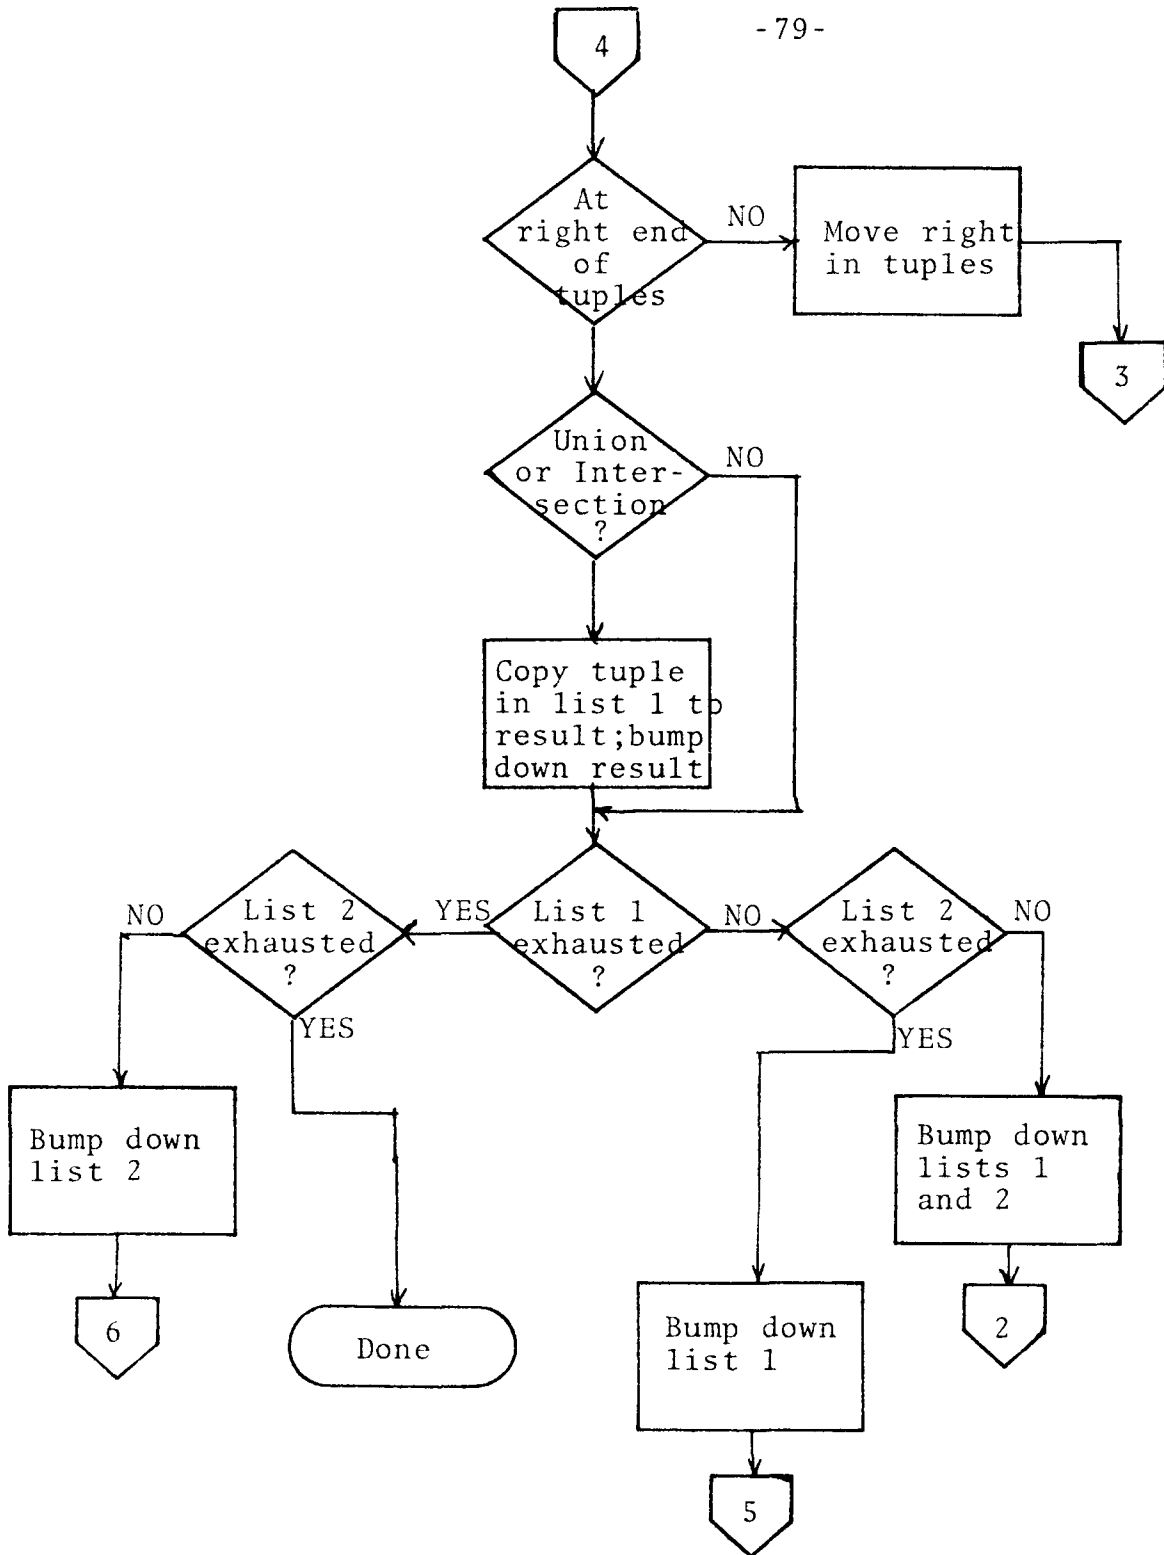 -79-
4
At
right end
of
tuples
NO
Move right
in tuples
3
Union
or Inter-
section
?
NO
Copy tuple
in list 1 to
result;bump
down result
List 1
exhausted
?
YES
NO
List 2
exhausted
?
NO
YES
List 2
exhausted
?
NO
YES
Bump down
list 2
6
Done
Bump down
list 1
5
Bump down
lists 1
and 2
2